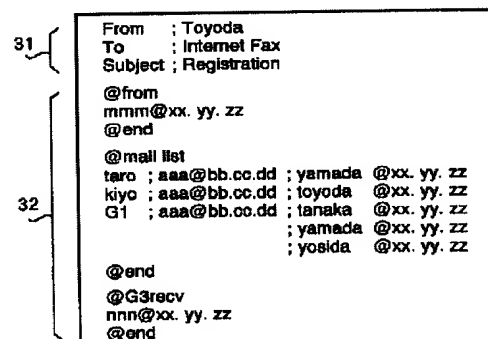 31
From ; Toyoda
To ; Internet Fax
Subject ; Registration
32
@from
mmm@xx. yy. zz
@end
@mail list
taro ; aaa@bb.cc.dd ; yamada @xx. yy. zz
kiyo ; aaa@bb.cc.dd ; toyoda @xx. yy. zz
G1 ; aaa@bb.cc.dd ; tanaka @xx. yy. zz
; yamada @xx. yy. zz
; yosida @xx. yy. zz
@end
@G3recv
nnn@xx. yy. zz
@end